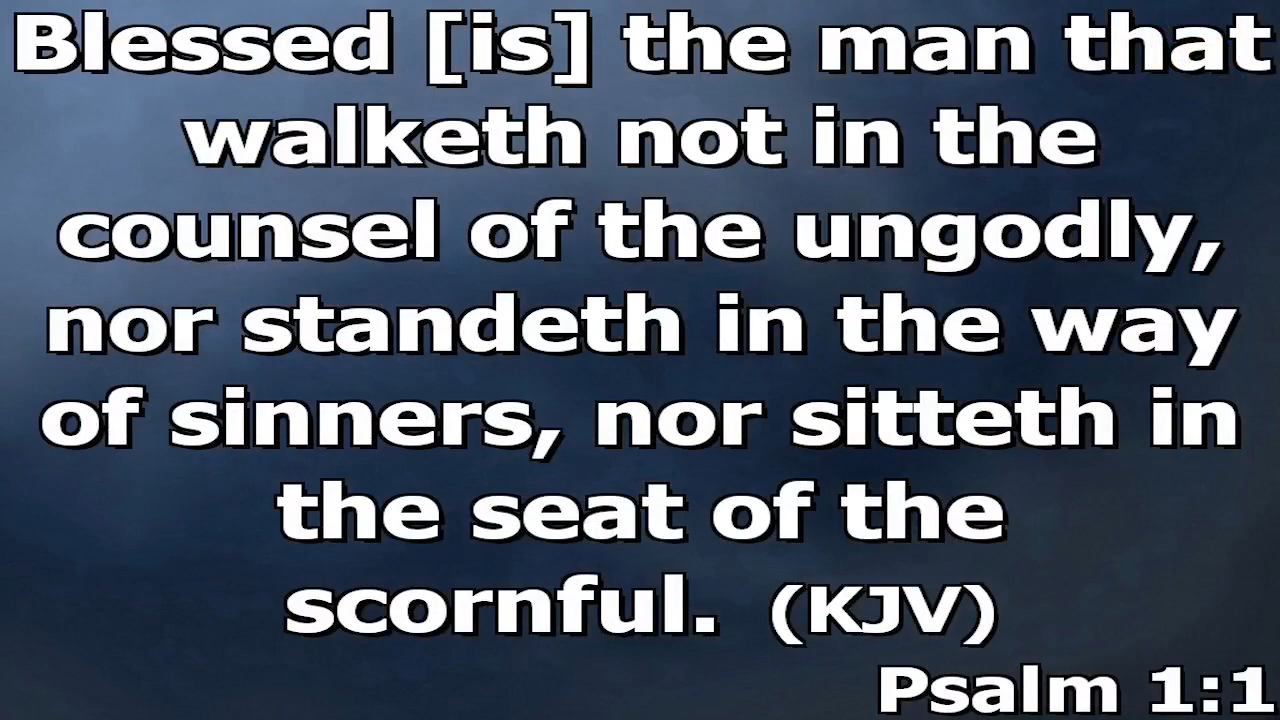 Blessed [is] the man that
walketh not in the
counsel of the ungodly,
nor standeth in the way
of sinners, nor sitteth in
the seat of the
scornful. (KJV)
Psalm 1:1